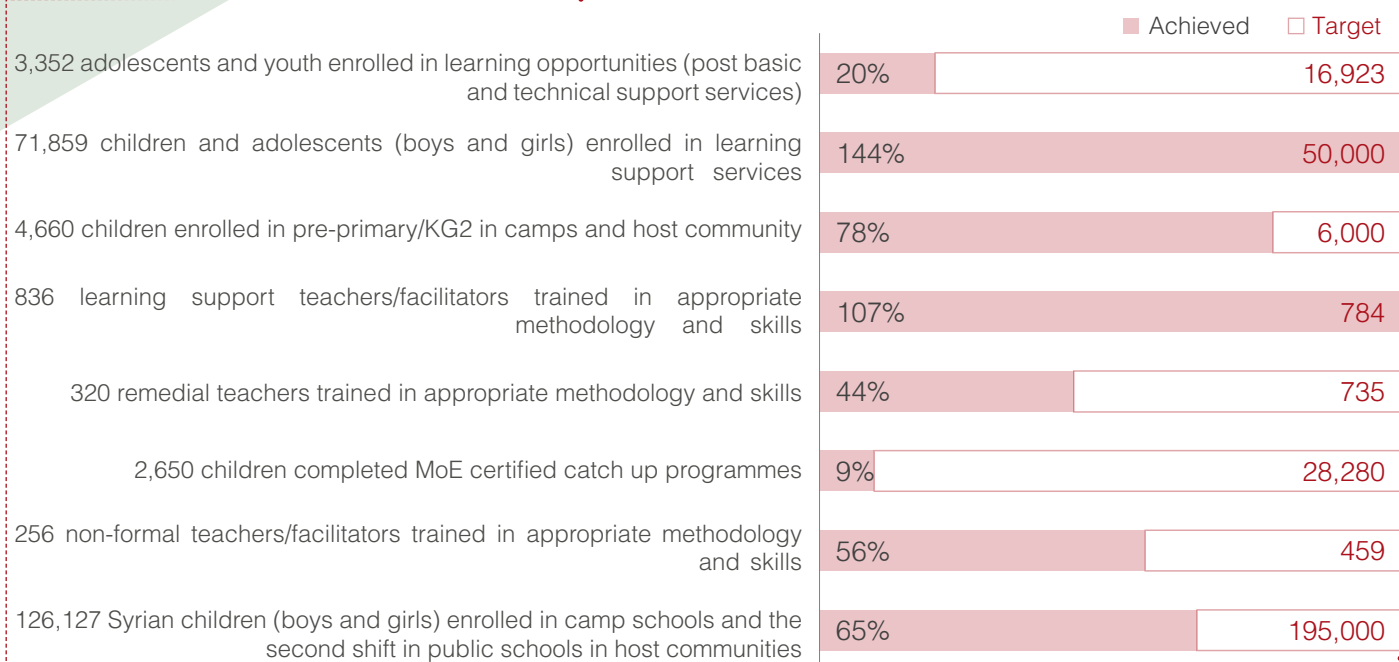 Achieved Target
3,352 adolescents and youth enrolled in learning opportunities (post basic
and technical support services)
20% 16,923
71,859 children and adolescents (boys and girls) enrolled in learning
support services
144% 50,000
4,660 children enrolled in pre-primary/KG2 in camps and host community
78% 6,000
836 learning support teachers/facilitators trained in appropriate
methodology and skills
107% 784
320 remedial teachers trained in appropriate methodology and skills
44% 735
2,650 children completed MoE certified catch up programmes
9% 28,280
256 non-formal teachers/facilitators trained in appropriate methodology
and skills
56% 459
126,127 Syrian children (boys and girls) enrolled in camp schools and the
second shift in public schools in host communities
65% 195,000